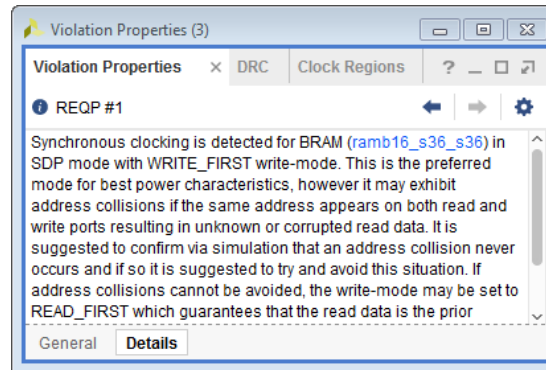 Violation Properties (3)
Violation Properties × DRC Clock Regions ?
REQP #1
Synchronous clocking is detected for BRAM (ramb16_s36_s36) in
SDP mode with WRITE_FIRST write-mode. This is the preferred
mode for best power characteristics, however it may exhibit
address collisions if the same address appears on both read and
write ports resulting in unknown or corrupted read data. It is
suggested to confirm via simulation that an address collision never
occurs and if so it is suggested to try and avoid this situation. If
address collisions cannot be avoided, the write-mode may be set to
READ_FIRST which guarantees that the read data is the prior
General Details